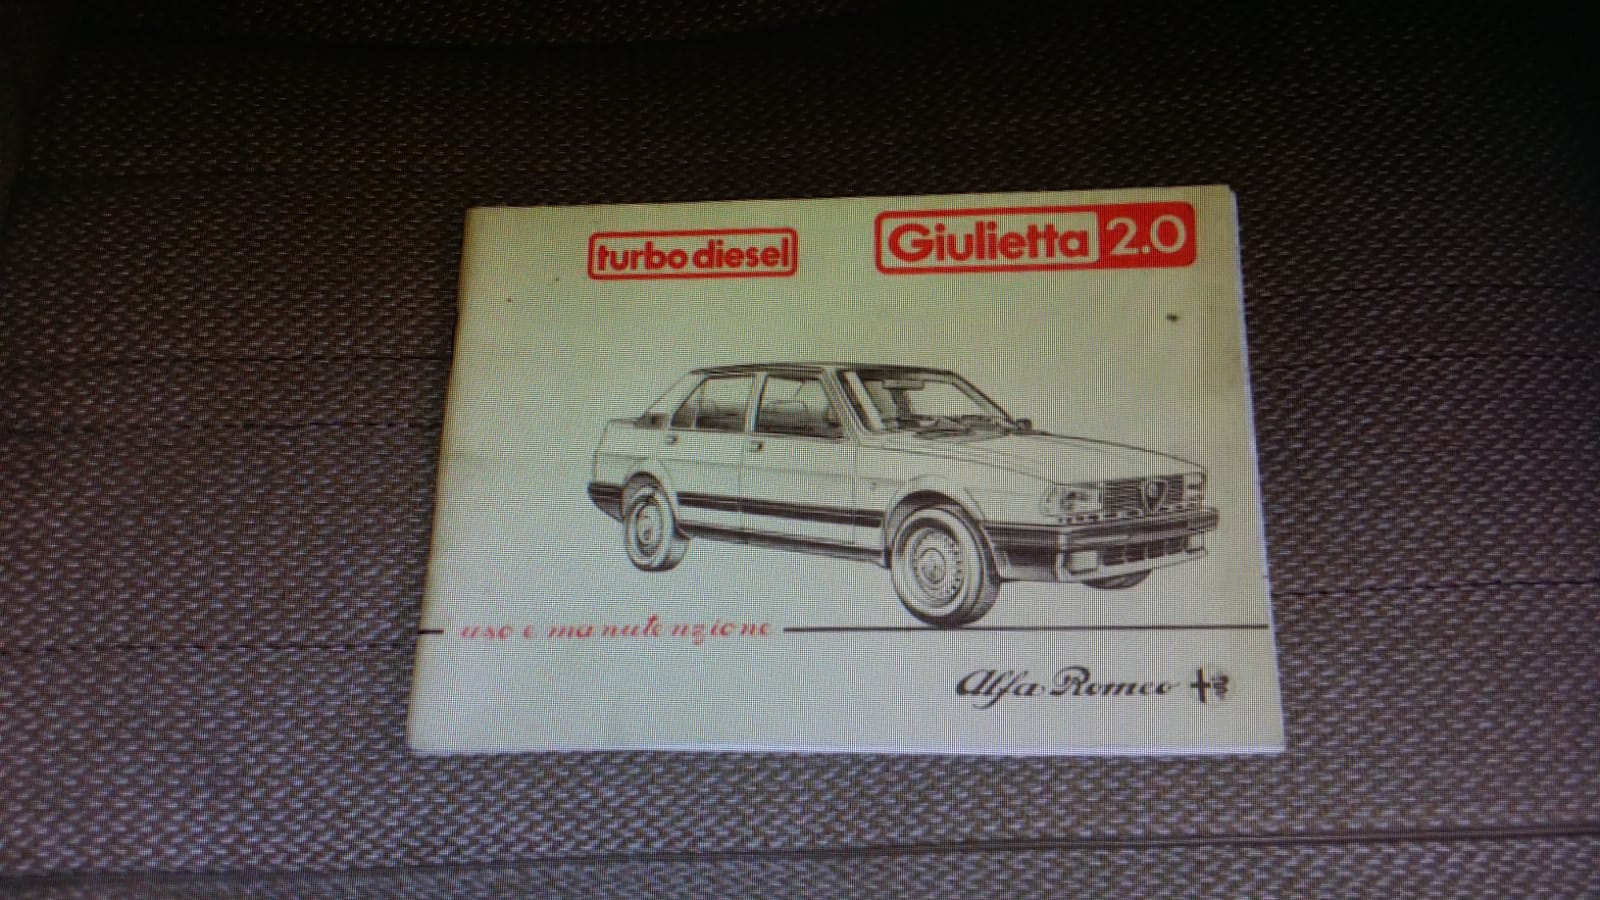 turbo diesel
Giulietta 2.0
uso e manutenzione
Alfa Romeo